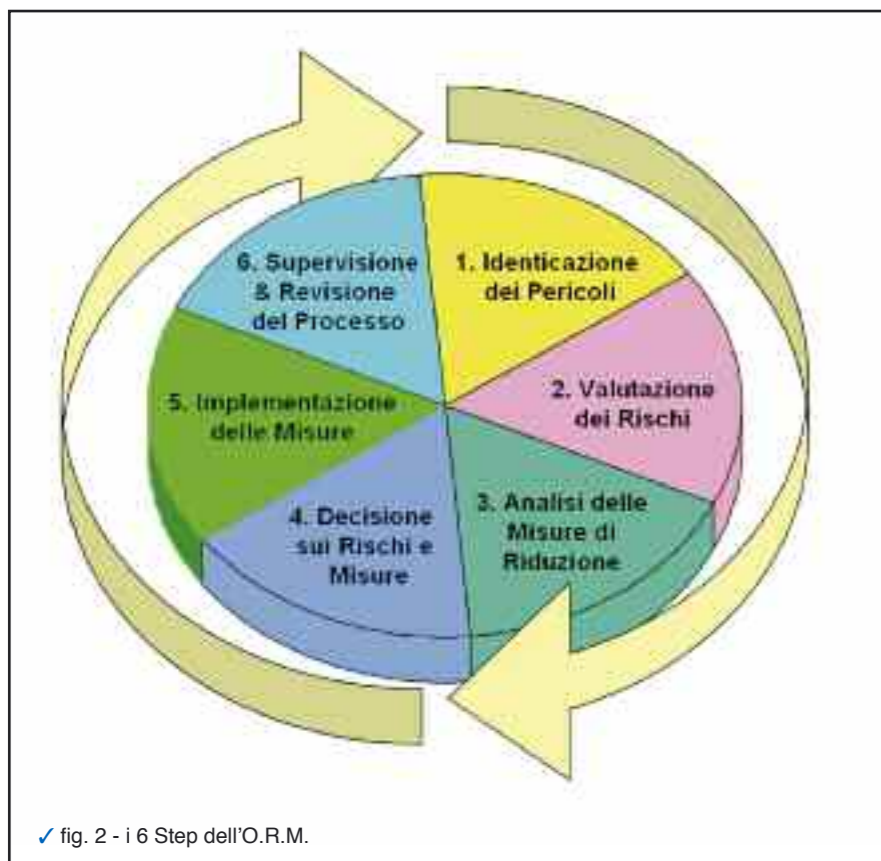 1. Identicazione
dei Pericoli
2. Valutazione
dei Rischi
3. Analisi delle
Misure di
Riduzione
4. Decisione
sui Rischi e
Misure
5. Implementazione
delle Misure
6. Supervisione
& Revisione
del Processo
✓ fig. 2 - i 6 Step dell'O.R.M.